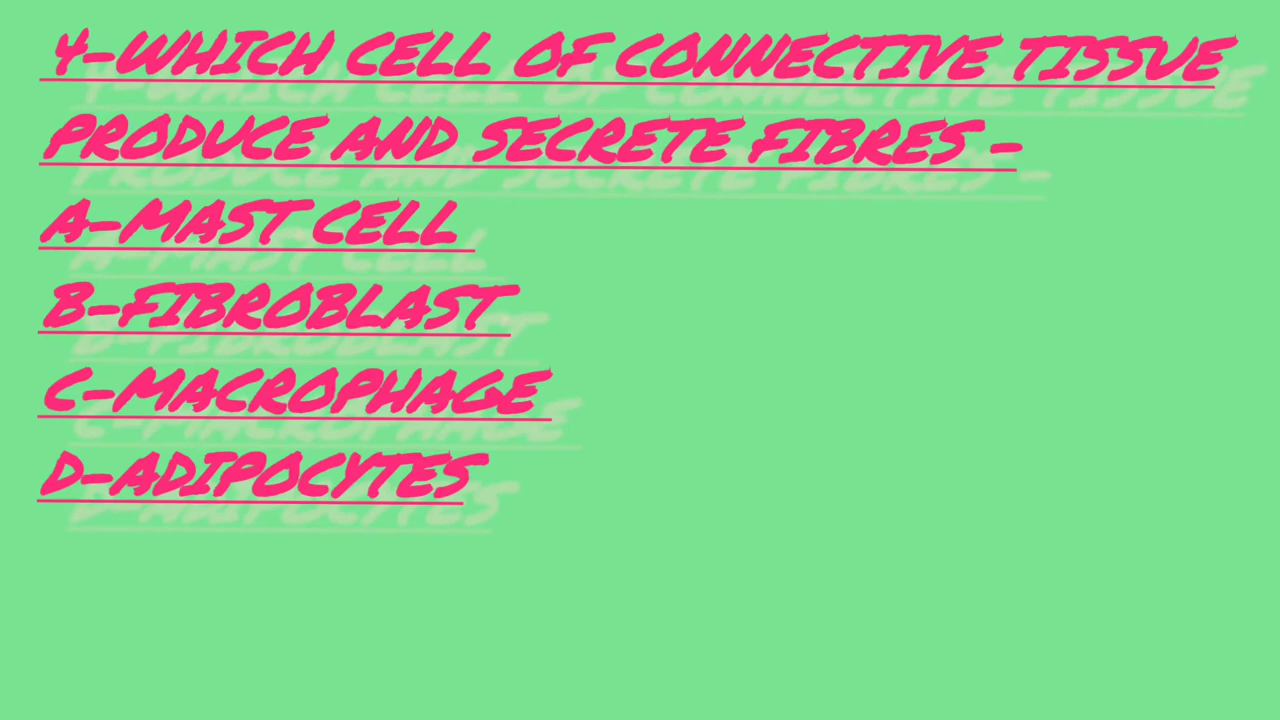 4-WHICH CELL OF CONNECTIVE TISSUE
PRODUCE AND SECRETE FIBRES -
A-MAST CELL
B-FIBROBLAST
C-MACROPHAGE
D-ADIPOCYTES